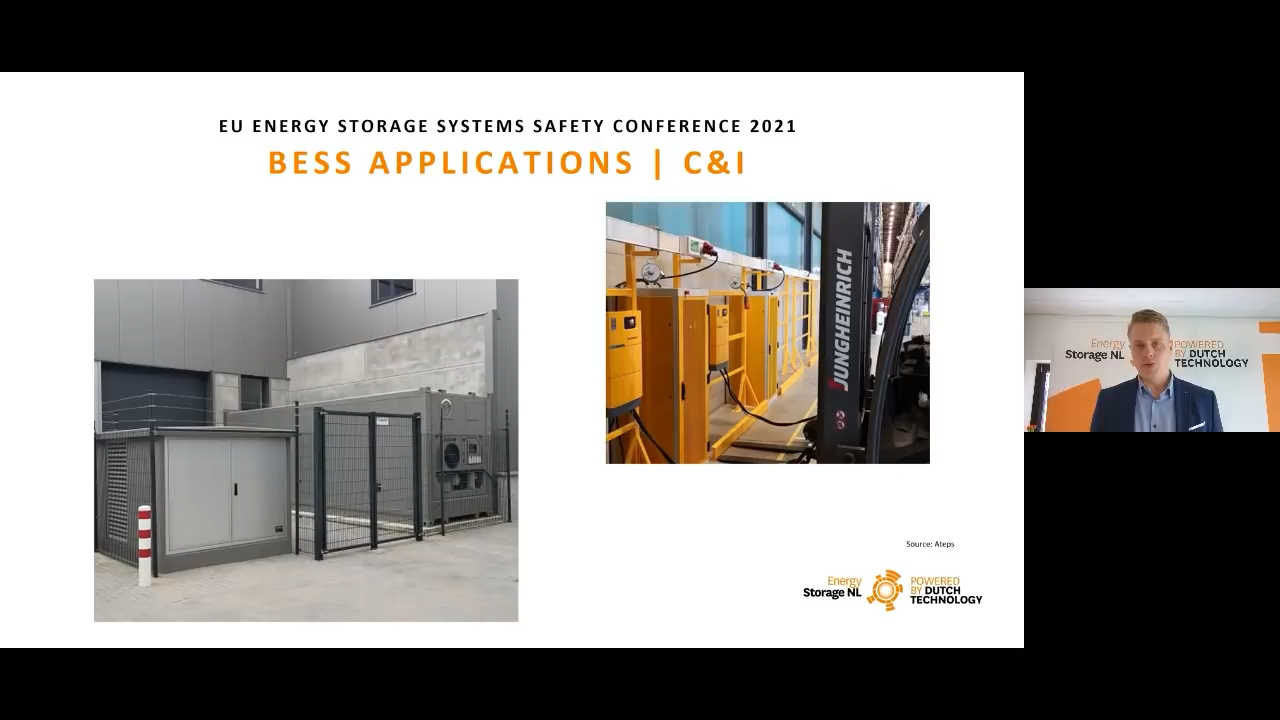 EU ENERGY STORAGE SYSTEMS SAFETY CONFERENCE 2021
BESS APPLICATIONS | C&I
JUNGHEINRICH
Source: Ateps
Energy
Storage NL
POWERED
BY DUTCH
TECHNOLOGY
Energy
Storage NL
POWERED
BY DUTCH
TECHNOLOGY